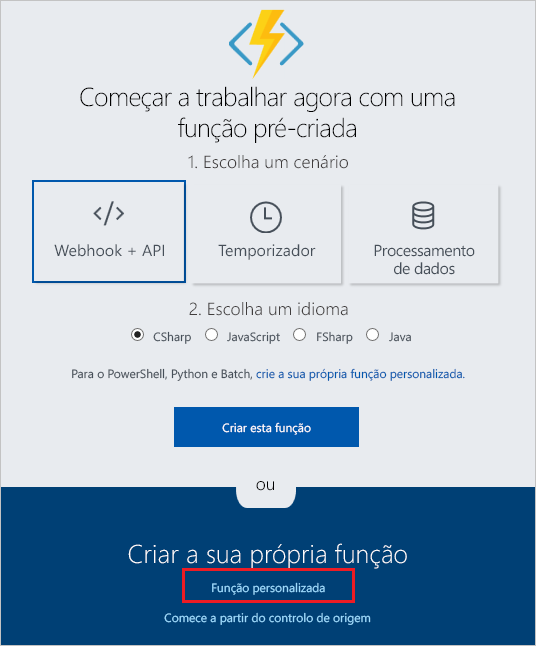 Começar a trabalhar agora com uma
função pré-criada
1. Escolha um cenário
Webhook + API
Temporizador
Processamento
de dados
2. Escolha um idioma
CSharp JavaScript FSharp Java
Para o PowerShell, Python e Batch, crie a sua própria função personalizada.
Criar esta função
ou
Criar a sua própria função
Função personalizada
Comece a partir do controlo de origem